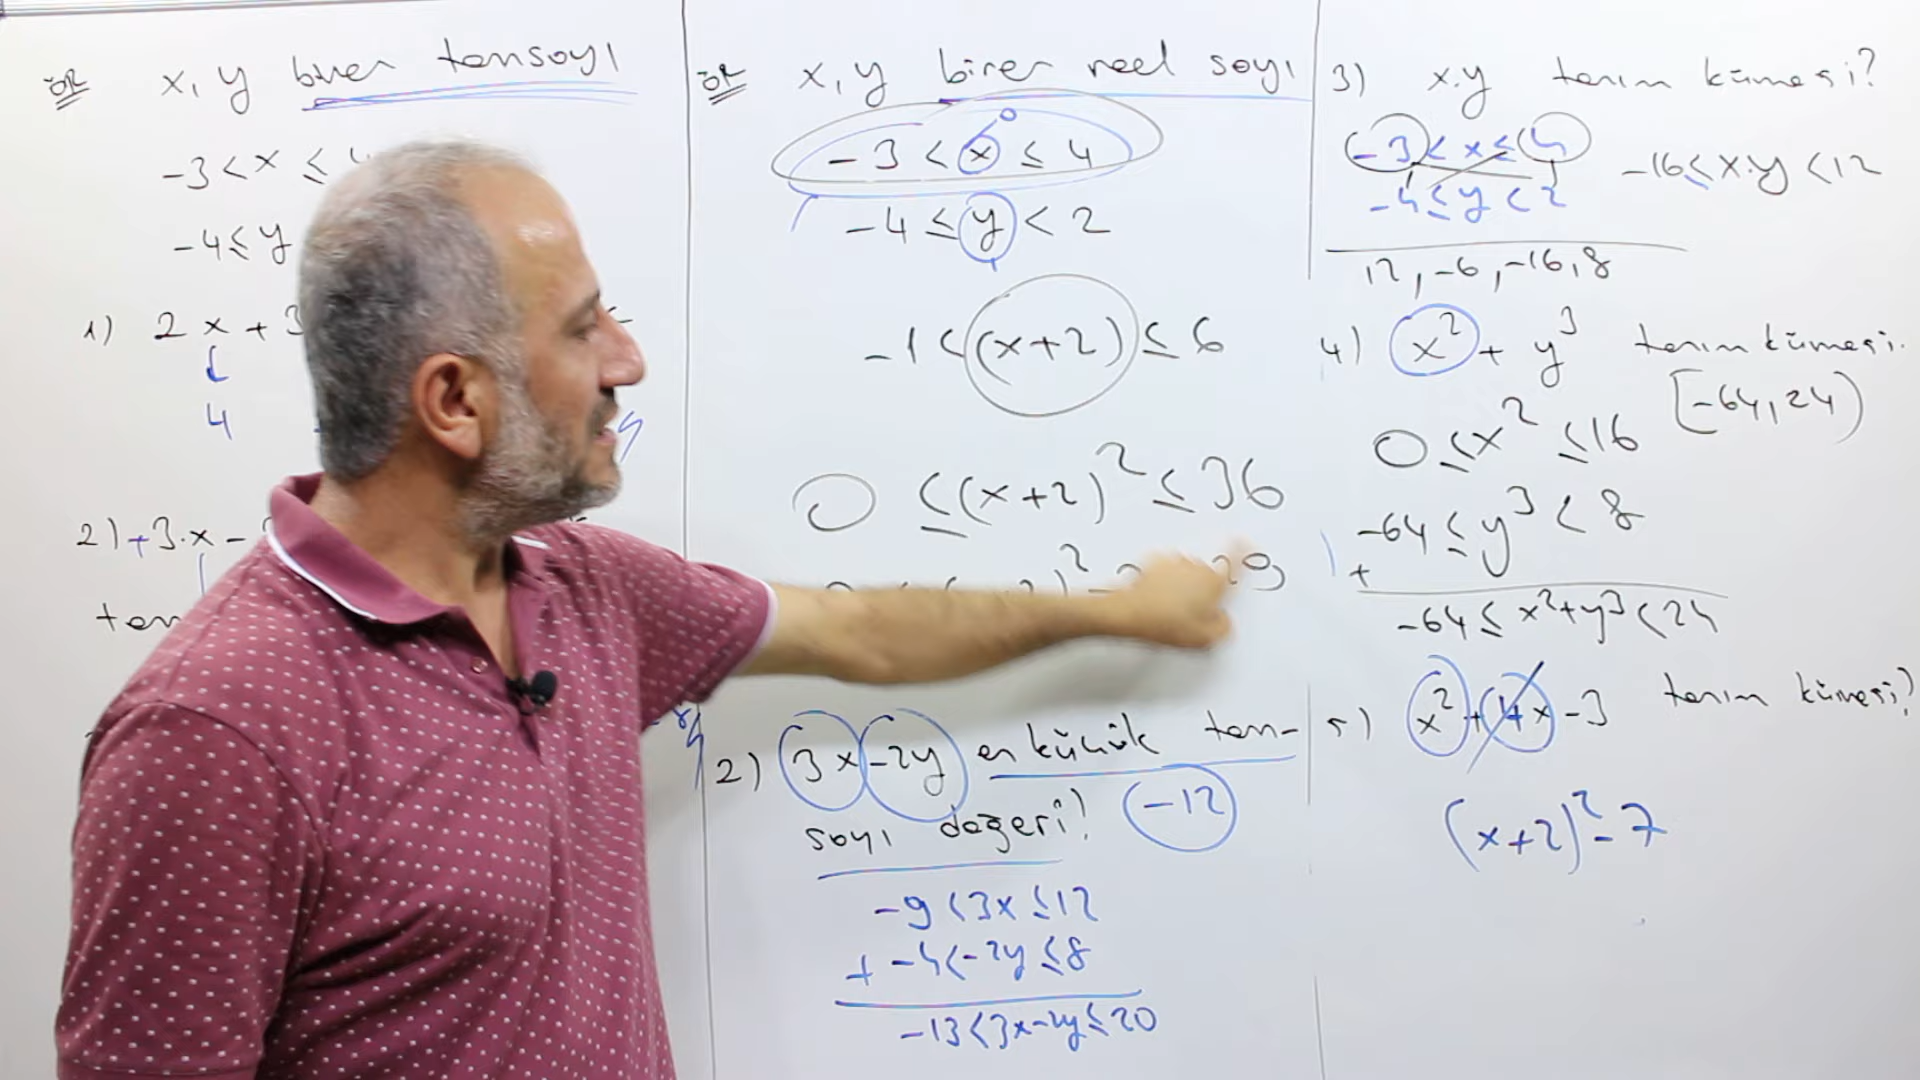 ÖR x, y birer tamsayı
-3 < x ≤ 4
-4 ≤ y
1) 2x + 3
4
2) +3.x -
ÖR x, y birer reel sayı
0
-3 < x ≤ 4
-4 ≤ y < 2
-1 < (x+2) ≤ 6
0 ≤ (x+2)² ≤ 36
29
2) 3x - 2y en küçük tam-
sayı değeri? -12
-9 < 3x ≤ 12
+ -4 < -2y ≤ 8
-13 < 3x-2y ≤ 20
3) x.y tanım kümesi?
-3 < x ≤ 4
-4 ≤ y < 2
-16 ≤ x.y < 12
12, -6, -16, 8
4) x² + y³ tanım kümesi.
[-64, 24)
0 ≤ x² ≤ 16
+ -64 ≤ y³ < 8
-64 ≤ x²+y³ < 24
5) x² + 4x - 3 tanım kümesi?
(x+2)² - 7